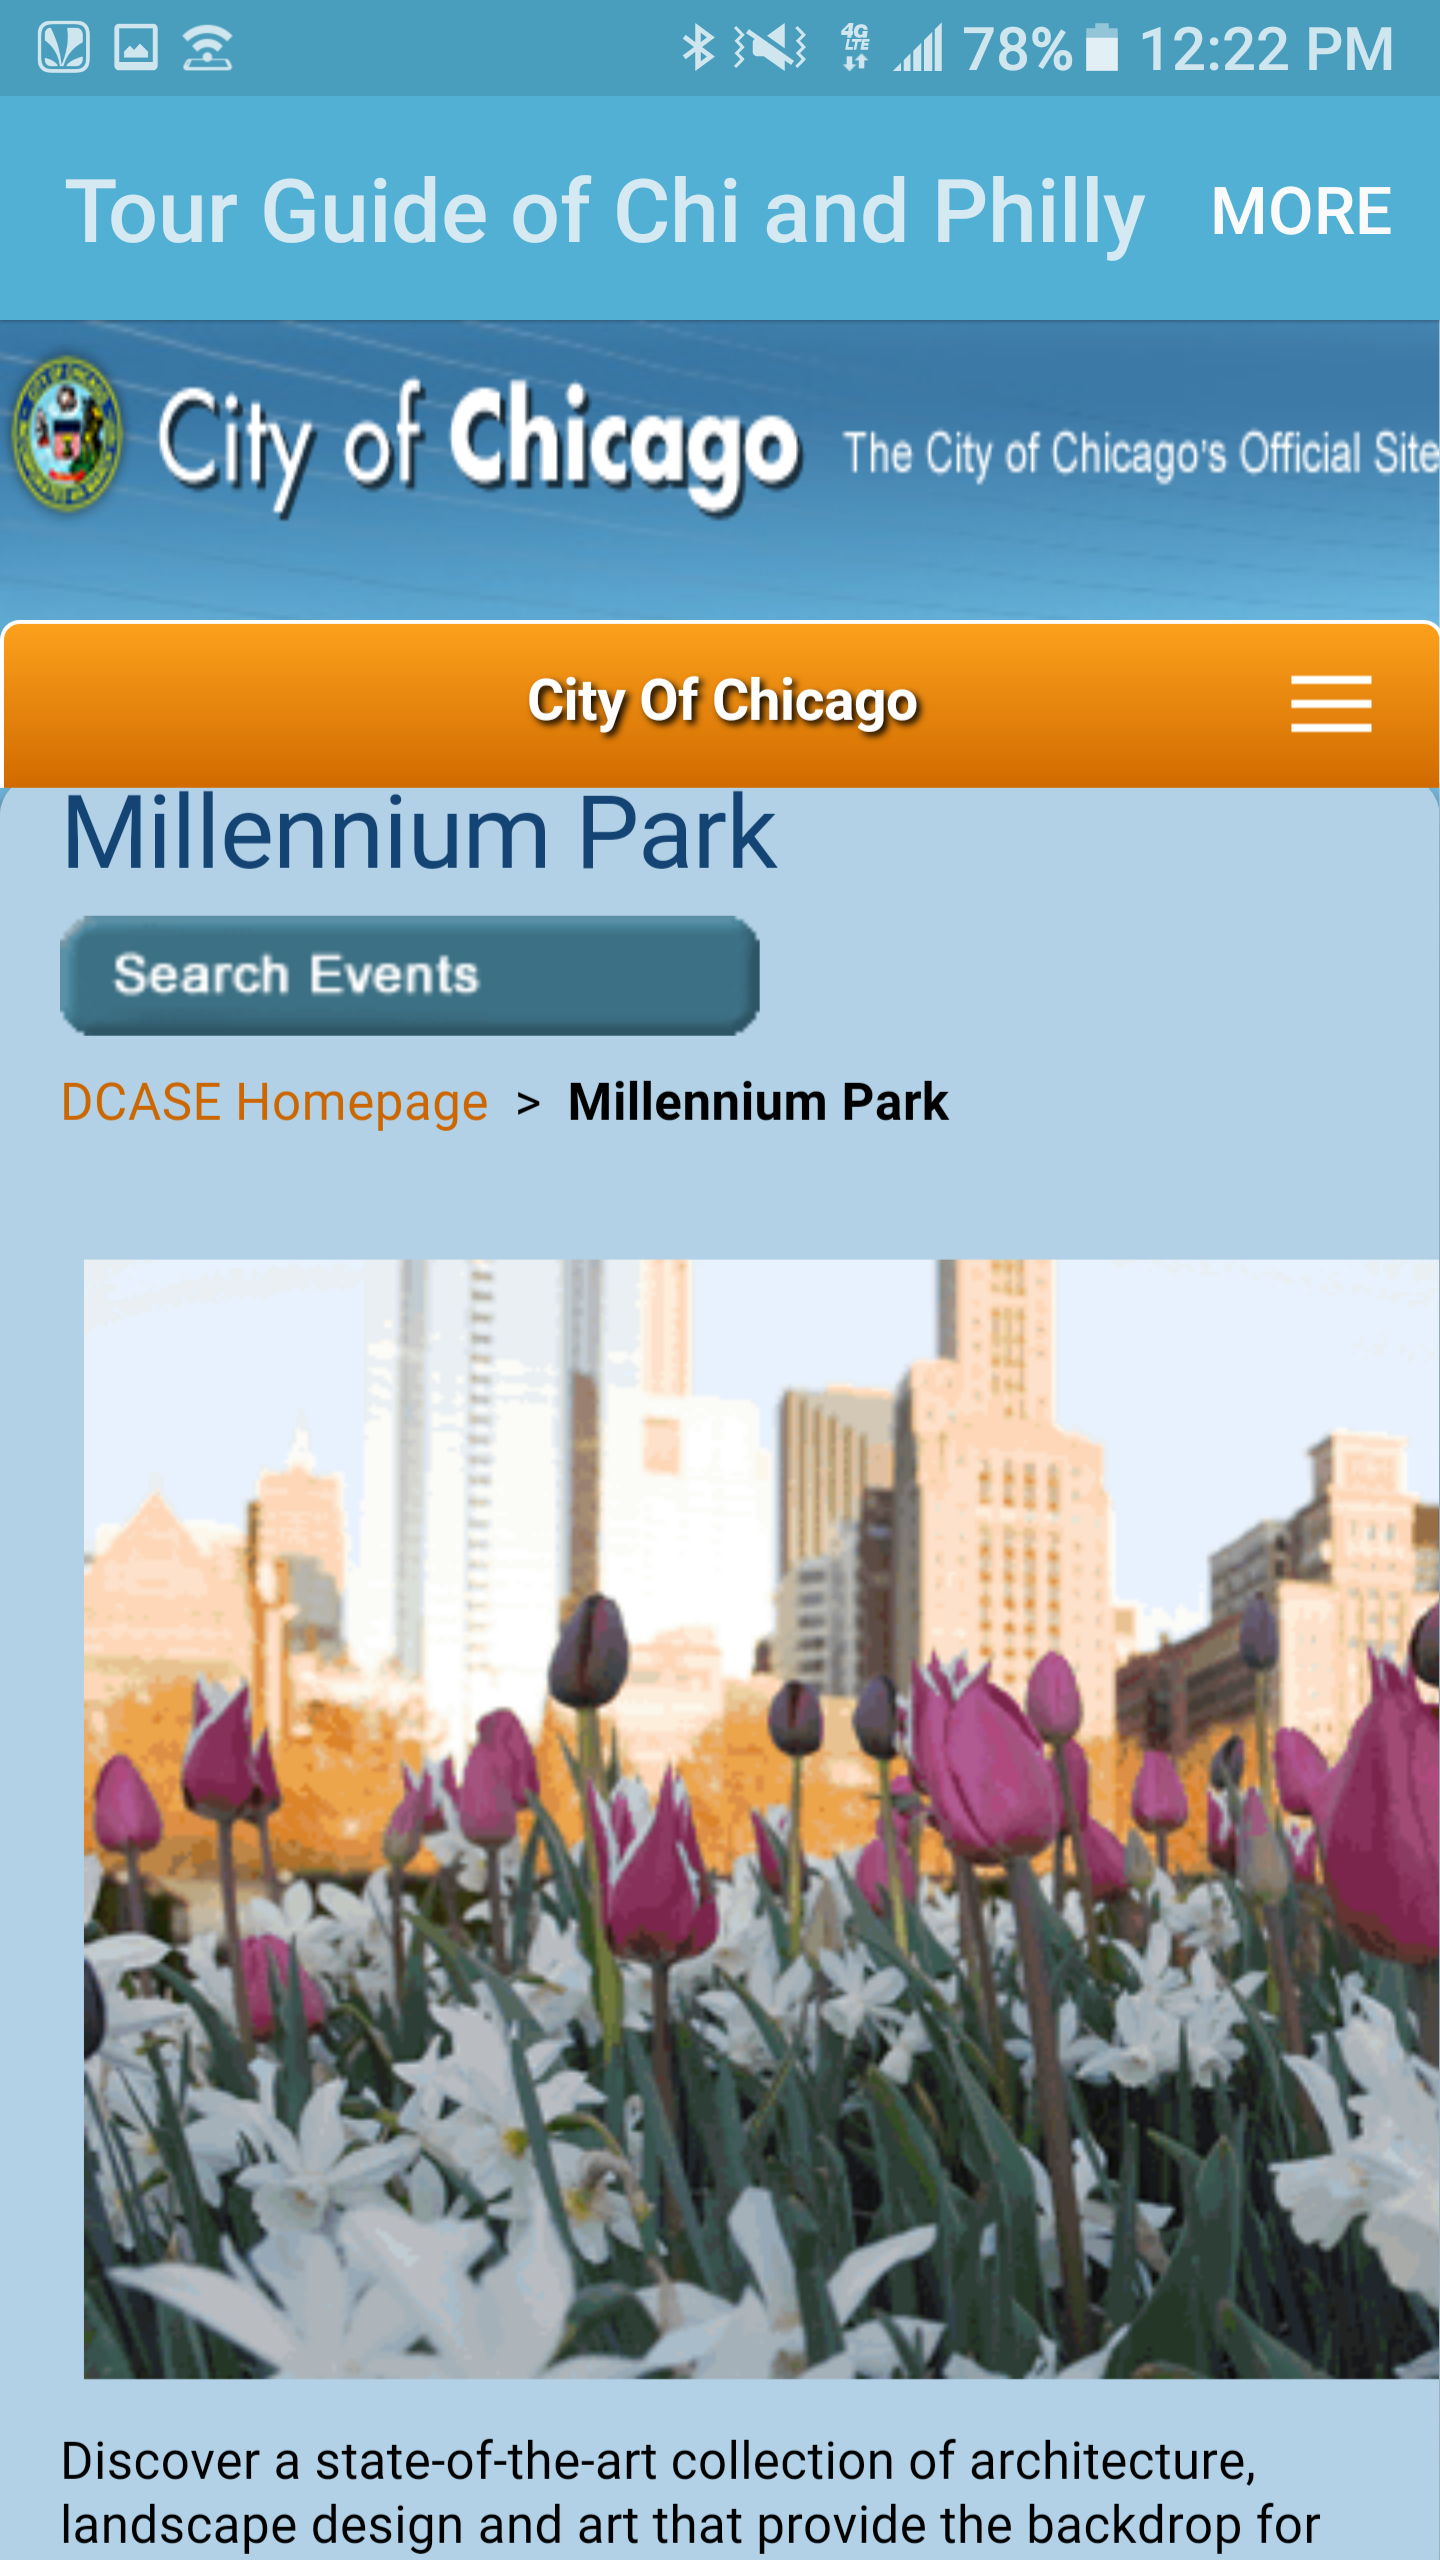 4G
LTE
78%
12:22 PM
Tour Guide of Chi and Philly
MORE
City of Chicago
The City of Chicago's Official Site
City Of Chicago
Millennium Park
Search Events
DCASE Homepage > Millennium Park
Discover a state-of-the-art collection of architecture,
landscape design and art that provide the backdrop for